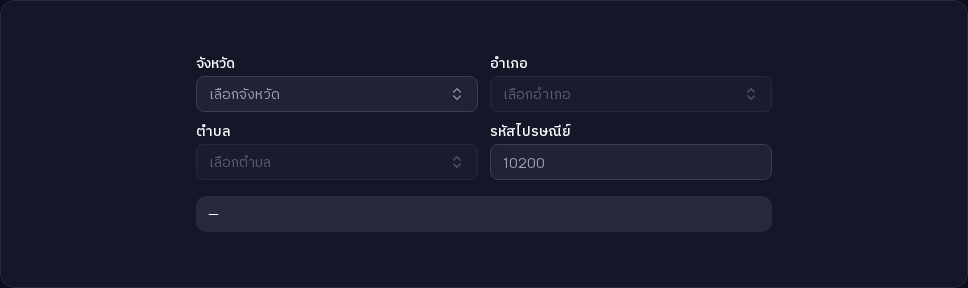 จังหวัด
อำเภอ
เลือกจังหวัด
เลือกอำเภอ
ตำบล
รหัสไปรษณีย์
เลือกตำบล
10200
—